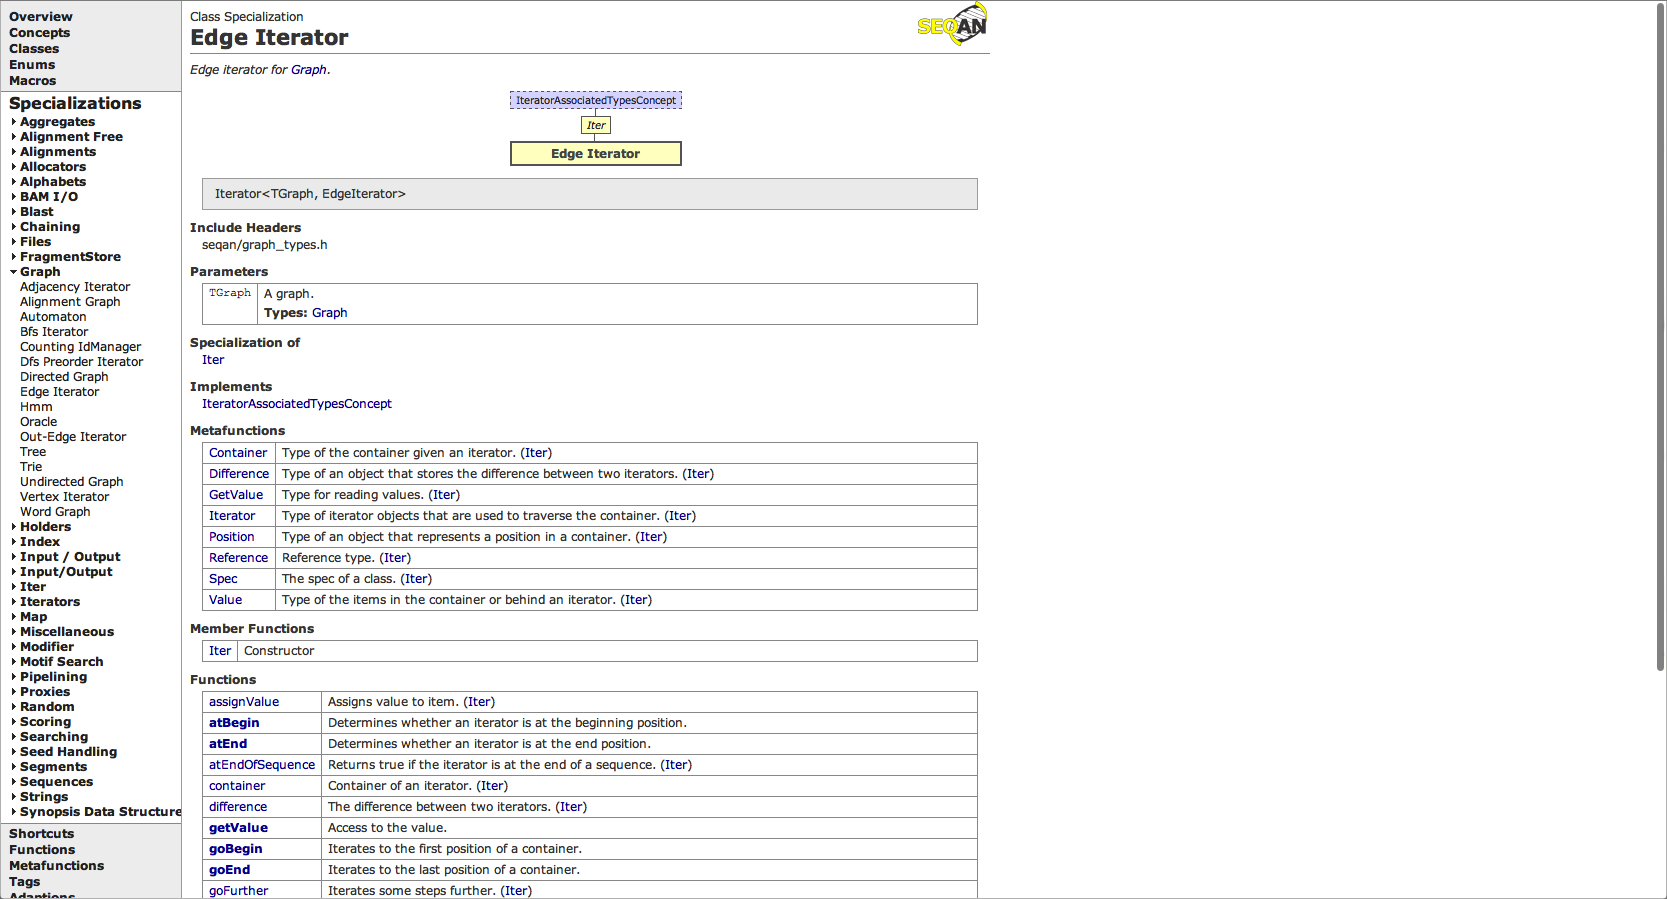 Overview
Concepts
Classes
Enums
Macros
Specializations
Aggregates
Alignment Free
Alignments
Allocators
Alphabets
BAM I/O
Blast
Chaining
Files
FragmentStore
Graph
Adjacency Iterator
Alignment Graph
Automaton
Bfs Iterator
Counting IdManager
Dfs Preorder Iterator
Directed Graph
Edge Iterator
Hmm
Oracle
Out-Edge Iterator
Tree
Trie
Undirected Graph
Vertex Iterator
Word Graph
Holders
Index
Input / Output
Input/Output
Iter
Iterators
Map
Miscellaneous
Modifier
Motif Search
Pipelining
Proxies
Random
Scoring
Searching
Seed Handling
Segments
Sequences
Strings
Synopsis Data Structure
Shortcuts
Functions
Metafunctions
Tags
Adaptions
Class Specialization
Edge Iterator
SEQAN
Edge iterator for Graph.
IteratorAssociatedTypesConcept
Iter
Edge Iterator
Iterator<TGraph, EdgeIterator>
Include Headers
seqan/graph_types.h
Parameters
TGraph A graph.
Types: Graph
Specialization of
Iter
Implements
IteratorAssociatedTypesConcept
Metafunctions
Container Type of the container given an iterator. (Iter)
Difference Type of an object that stores the difference between two iterators. (Iter)
GetValue Type for reading values. (Iter)
Iterator Type of iterator objects that are used to traverse the container. (Iter)
Position Type of an object that represents a position in a container. (Iter)
Reference Reference type. (Iter)
Spec The spec of a class. (Iter)
Value Type of the items in the container or behind an iterator. (Iter)
Member Functions
Iter Constructor
Functions
assignValue Assigns value to item. (Iter)
atBegin Determines whether an iterator is at the beginning position.
atEnd Determines whether an iterator is at the end position.
atEndOfSequence Returns true if the iterator is at the end of a sequence. (Iter)
container Container of an iterator. (Iter)
difference The difference between two iterators. (Iter)
getValue Access to the value.
goBegin Iterates to the first position of a container.
goEnd Iterates to the last position of a container.
goFurther Iterates some steps further. (Iter)